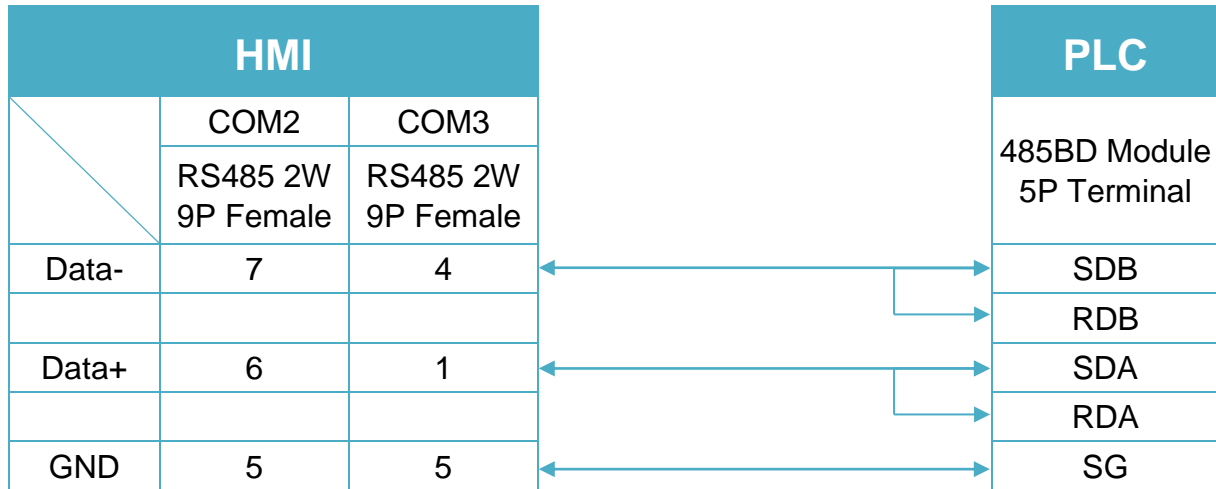 HMI
PLC
COM2 COM3
485BD Module
5P Terminal
RS485 2W RS485 2W
9P Female 9P Female
Data- 7 4 SDB
RDB
Data+ 6 1 SDA
RDA
GND 5 5 SG